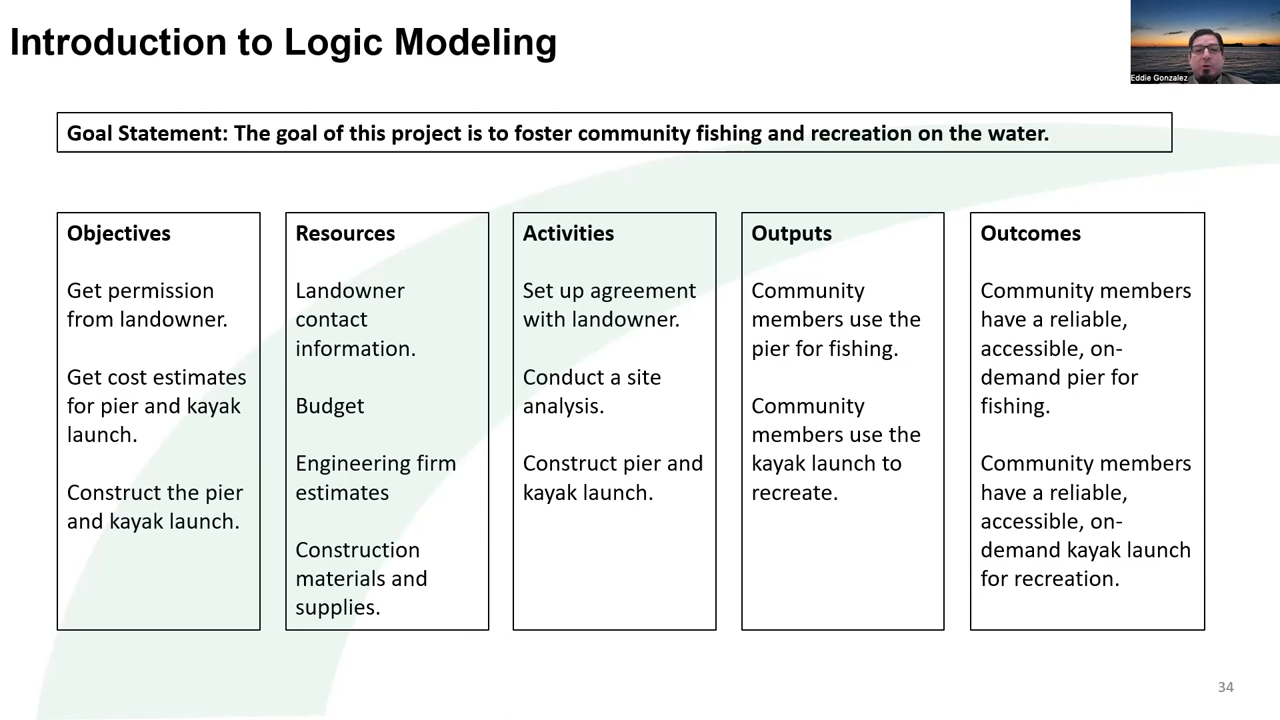 Introduction to Logic Modeling
Eddie Gonzalez
Goal Statement: The goal of this project is to foster community fishing and recreation on the water.
Objectives
Get permission
from landowner.
Get cost estimates
for pier and kayak
launch.
Construct the pier
and kayak launch.
Resources
Landowner
contact
information.
Budget
Engineering firm
estimates
Construction
materials and
supplies.
Activities
Set up agreement
with landowner.
Conduct a site
analysis.
Construct pier and
kayak launch.
Outputs
Community
members use the
pier for fishing.
Community
members use the
kayak launch to
recreate.
Outcomes
Community members
have a reliable,
accessible, on-
demand pier for
fishing.
Community members
have a reliable,
accessible, on-
demand kayak launch
for recreation.
34